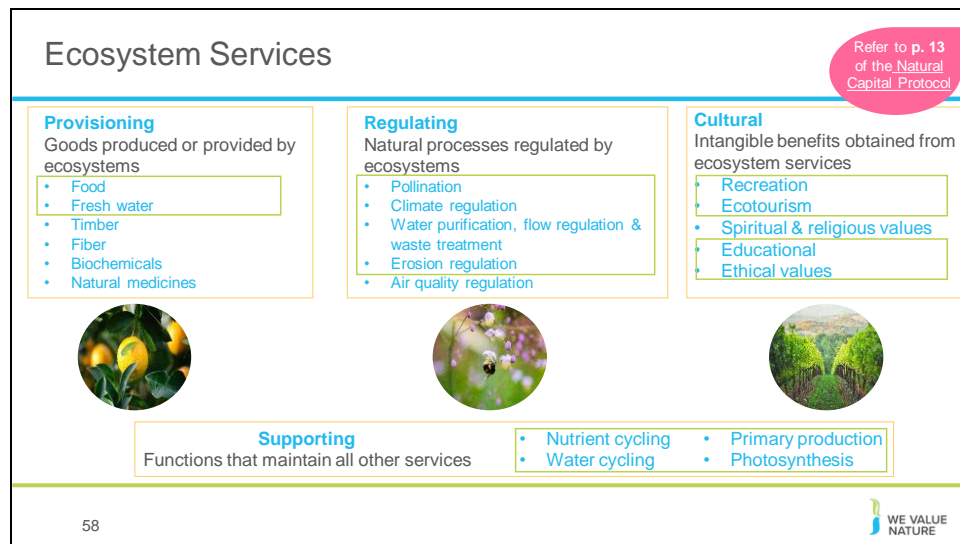 Ecosystem Services
Refer to p. 13
of the Natural
Capital Protocol
Provisioning
Goods produced or provided by
ecosystems
• Food
• Fresh water
• Timber
• Fiber
• Biochemicals
• Natural medicines
Regulating
Natural processes regulated by
ecosystems
• Pollination
• Climate regulation
• Water purification, flow regulation &
waste treatment
• Erosion regulation
• Air quality regulation
Cultural
Intangible benefits obtained from
ecosystem services
• Recreation
• Ecotourism
• Spiritual & religious values
• Educational
• Ethical values
Supporting
Functions that maintain all other services
• Nutrient cycling
• Water cycling
• Primary production
• Photosynthesis
58
WE VALUE
NATURE